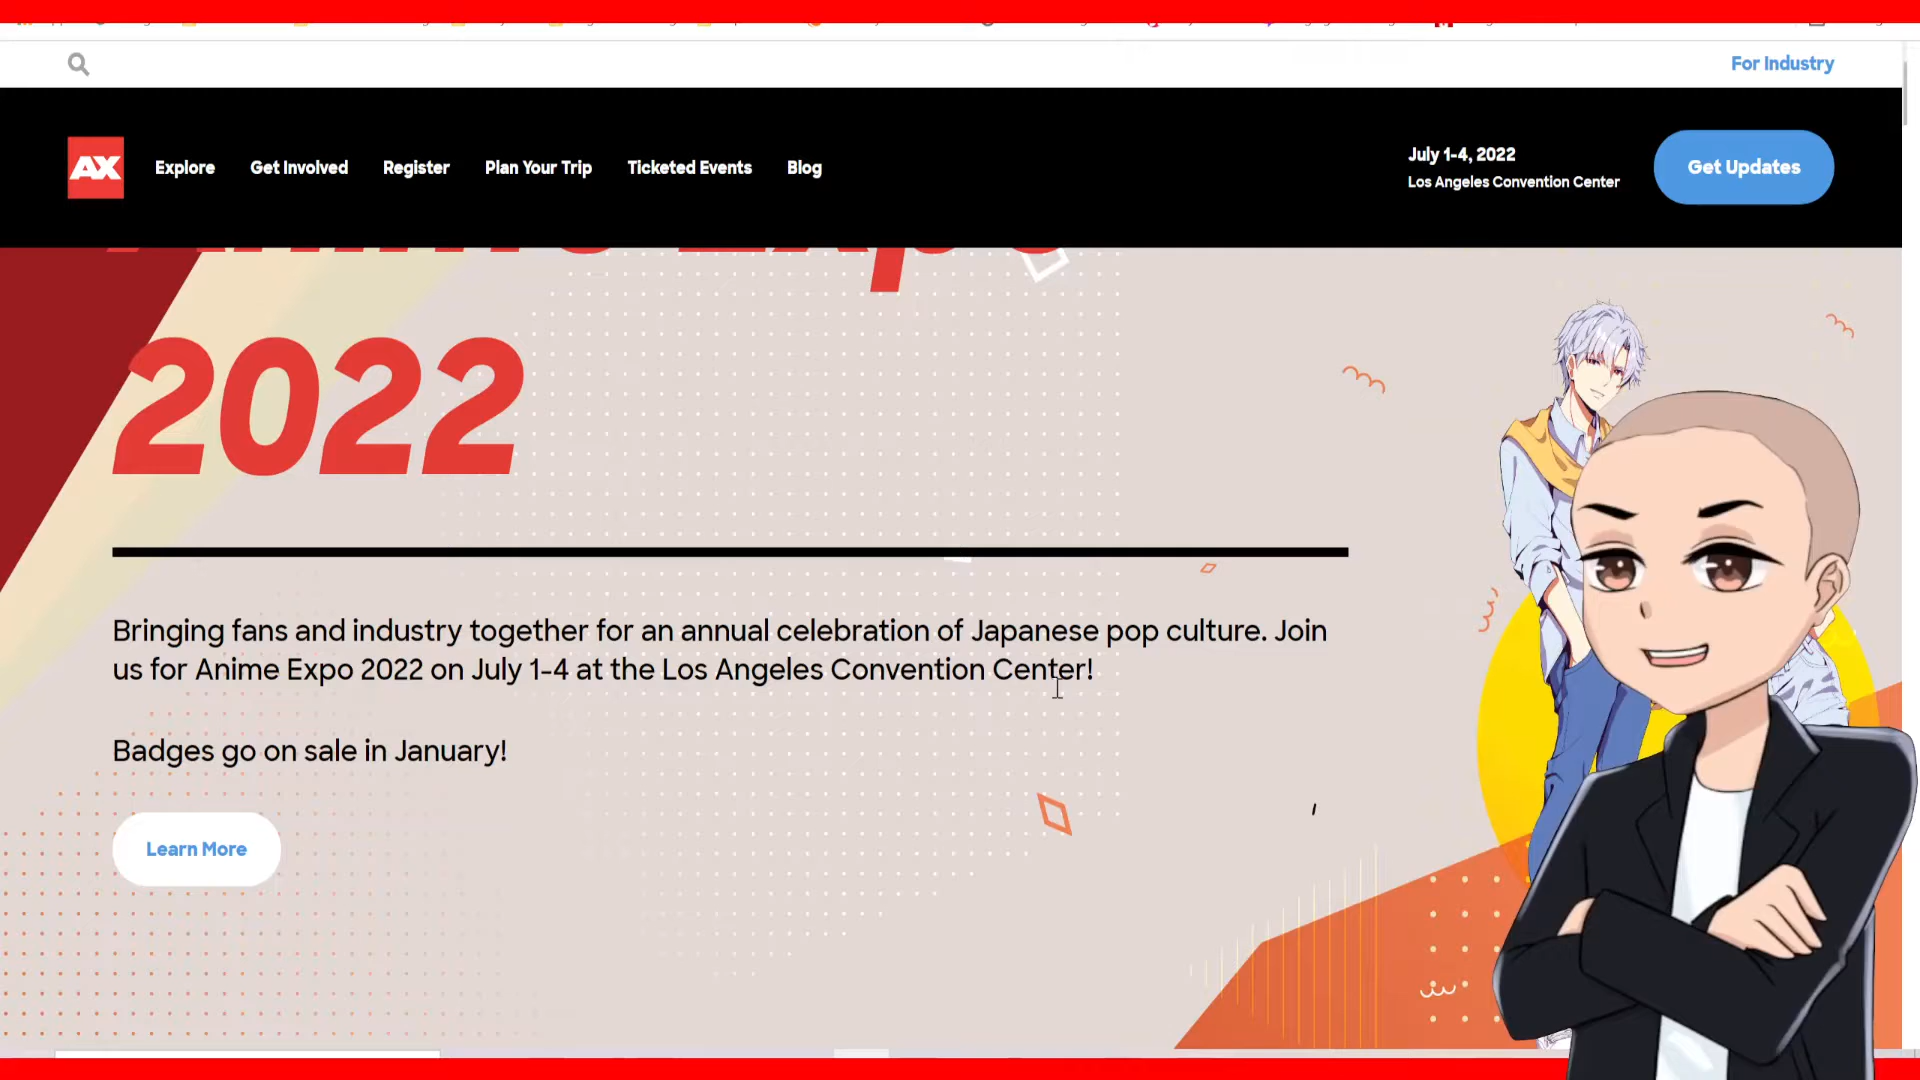 For Industry
AX
Explore
Get Involved
Register
Plan Your Trip
Ticketed Events
Blog
July 1-4, 2022
Los Angeles Convention Center
Get Updates
Anime Expo
2022
Bringing fans and industry together for an annual celebration of Japanese pop culture. Join
us for Anime Expo 2022 on July 1-4 at the Los Angeles Convention Center!
Badges go on sale in January!
Learn More